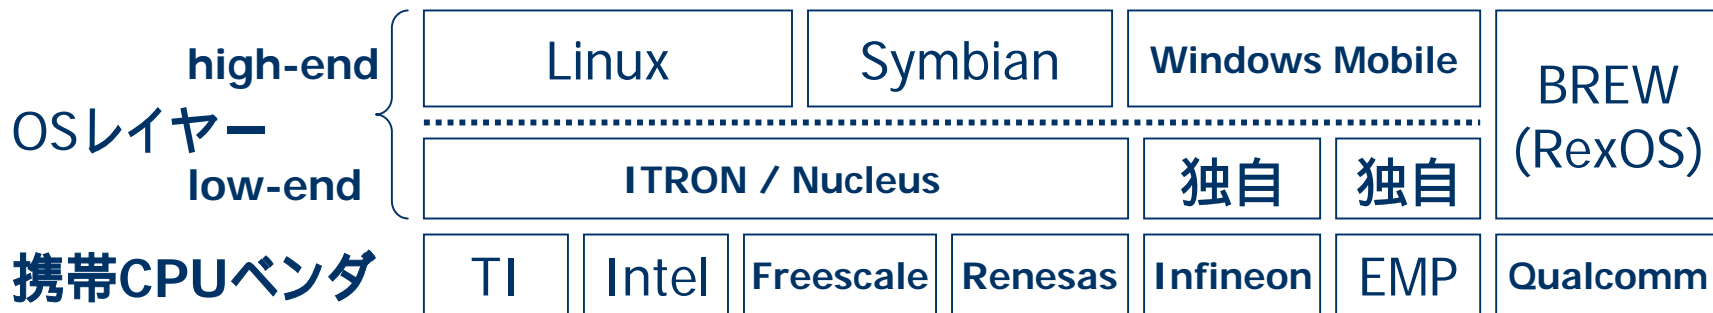 high-end
Linux
Symbian
Windows Mobile
BREW
(RexOS)
OSレイヤー
low-end
ITRON / Nucleus
独自
独自
携帯CPUベンダ
TI
Intel
Freescale
Renesas
Infineon
EMP
Qualcomm